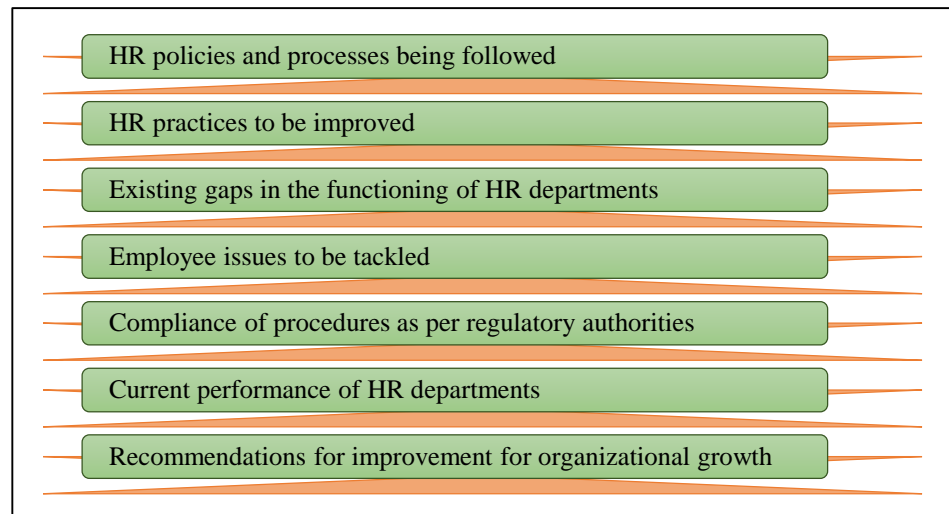 HR policies and processes being followed
HR practices to be improved
Existing gaps in the functioning of HR departments
Employee issues to be tackled
Compliance of procedures as per regulatory authorities
Current performance of HR departments
Recommendations for improvement for organizational growth